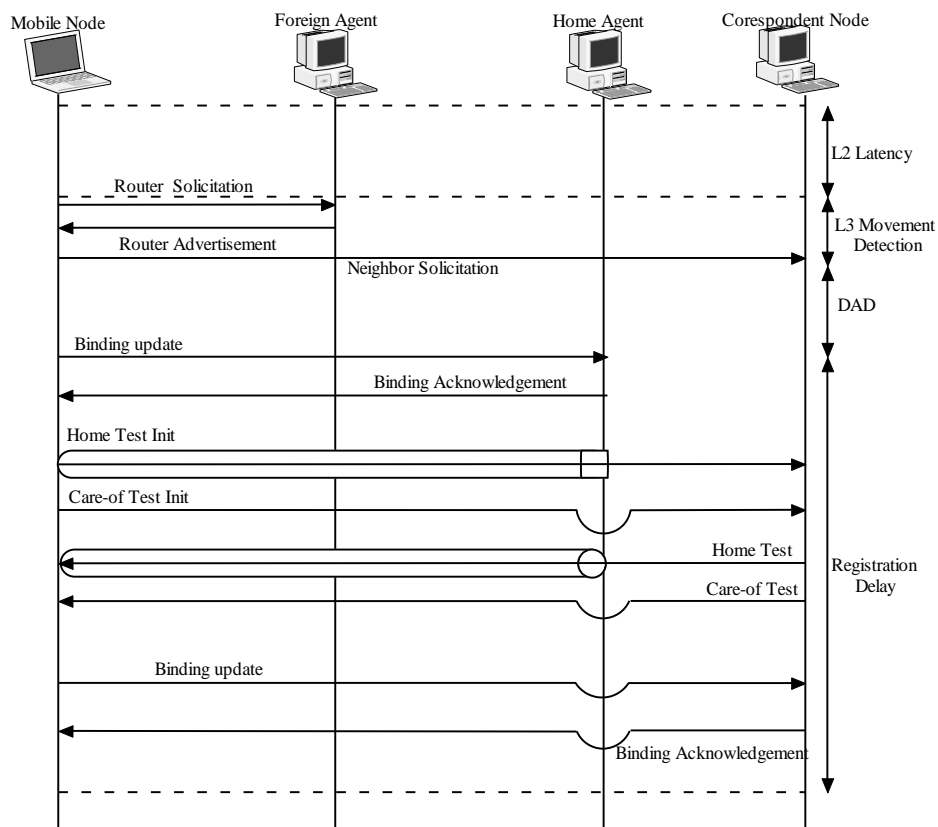 Mobile Node
Foreign Agent
Home Agent
Corespondent Node
L2 Latency
Router Solicitation
L3 Movement
Detection
Router Advertisement
Neighbor Solicitation
DAD
Binding update
Binding Acknowledgement
Home Test Init
Care-of Test Init
Home Test
Registration
Delay
Care-of Test
Binding update
Binding Acknowledgement